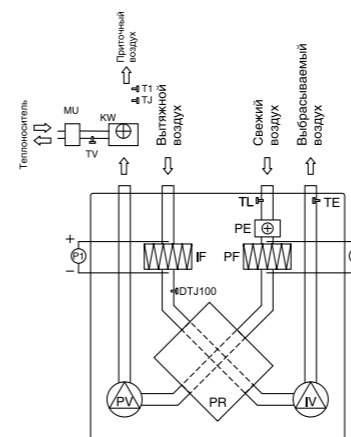 Приточный
воздух
T1
TJ
Теплоноситель
MU
KW
TV
Вытяжной
воздух
Свежий
воздух
Выбрасываемый
воздух
TL
TE
PE
+
P1
−
IF
PF
DTJ100
PV
PR
IV